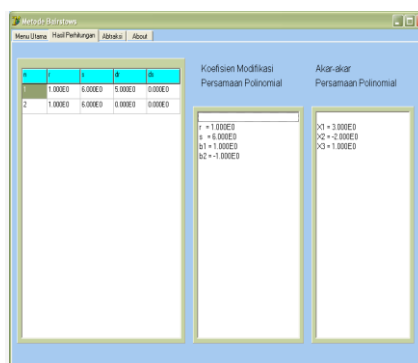 Metode Bairstown
Menu Utama Hasil Perhitungan Abtraksi About
n r s dr ds
1 1.000E0 6.000E0 5.000E0 0.000E0
2 1.000E0 6.000E0 0.000E0 0.000E0
Koefisien Modifikasi
Persamaan Polinomial
r = 1.000E0
s = 6.000E0
b1 = 1.000E0
b2 = -1.000E0
Akar-akar
Persamaan Polinomial
X1 = 3.000E0
X2 = -2.000E0
X3 = 1.000E0